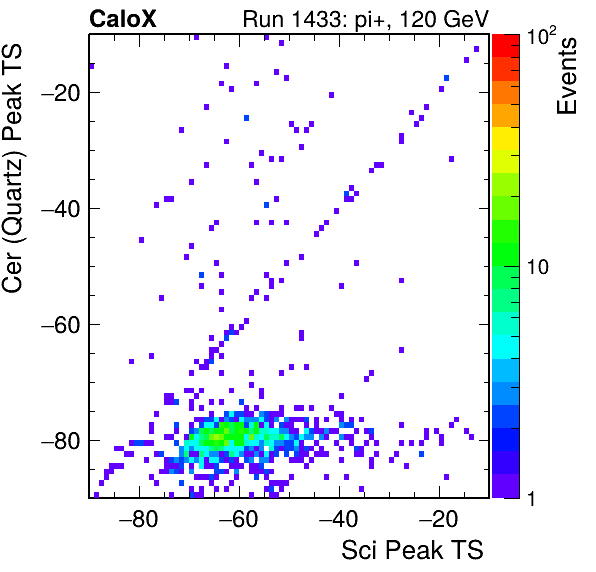 CaloX Run 1433: pi+, 120 GeV
Cer (Quartz) Peak TS
−20
−40
−60
−80
−80 −60 −40 −20
Sci Peak TS
10²
10
1
Events